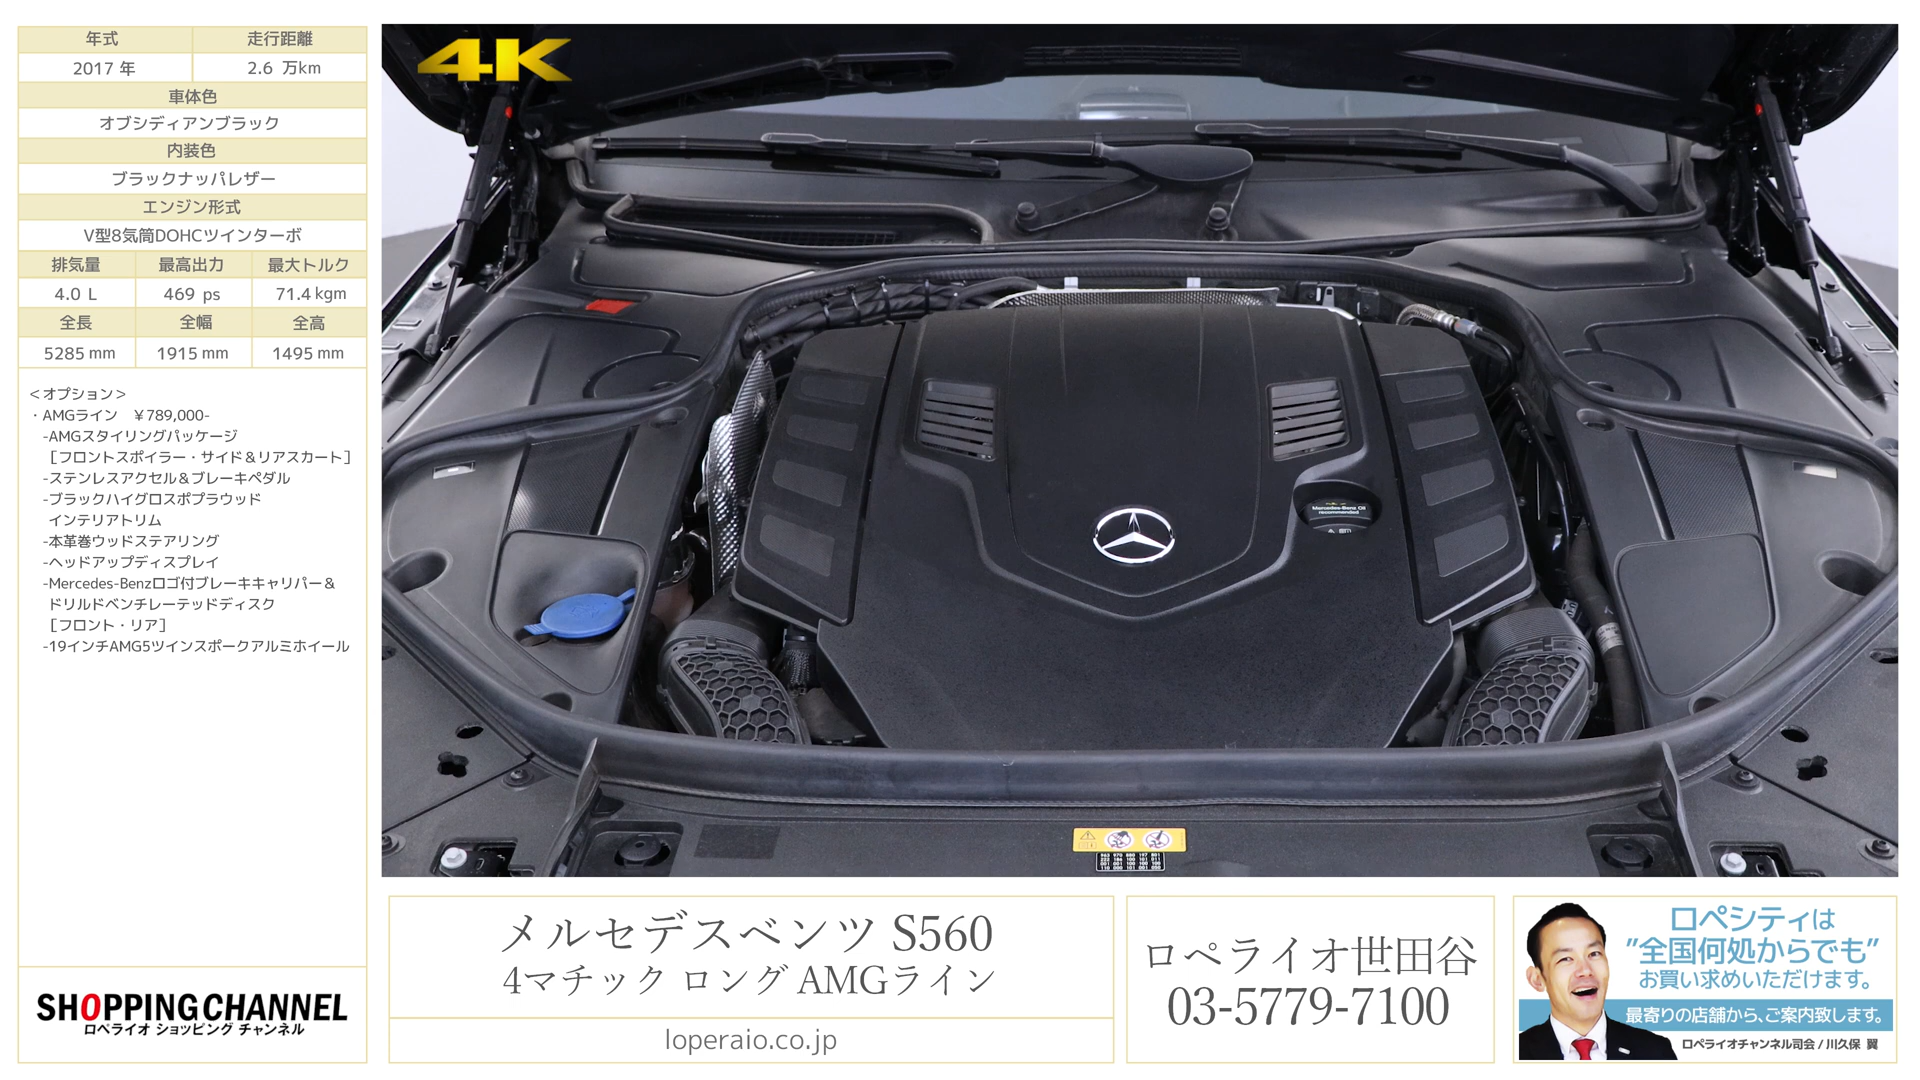 年式 走行距離
2017 年 2.6 万km
車体色
オブシディアンブラック
内装色
ブラックナッパレザー
エンジン形式
V型8気筒DOHCツインターボ
排気量 最高出力 最大トルク
4.0 L 469 ps 71.4 kgm
全長 全幅 全高
5285 mm 1915 mm 1495 mm
＜オプション＞
・AMGライン ￥789,000-
-AMGスタイリングパッケージ
［フロントスポイラー・サイド＆リアスカート］
-ステンレスアクセル＆ブレーキペダル
-ブラックハイグロスポプラウッド
インテリアトリム
-本革巻ウッドステアリング
-ヘッドアップディスプレイ
-Mercedes-Benzロゴ付ブレーキキャリパー＆
ドリルドベンチレーテッドディスク
［フロント・リア］
-19インチAMG5ツインスポークアルミホイール
SHOPPING CHANNEL
ロペライオ ショッピング チャンネル
4K
Mercedes-Benz Oil
recommended
メルセデスベンツ S560
4マチック ロング AMGライン
loperaio.co.jp
ロペライオ世田谷
03-5779-7100
ロペシティは
”全国何処からでも”
お買い求めいただけます。
最寄りの店舗から、ご案内致します。
ロペライオチャンネル司会 / 川久保 翼